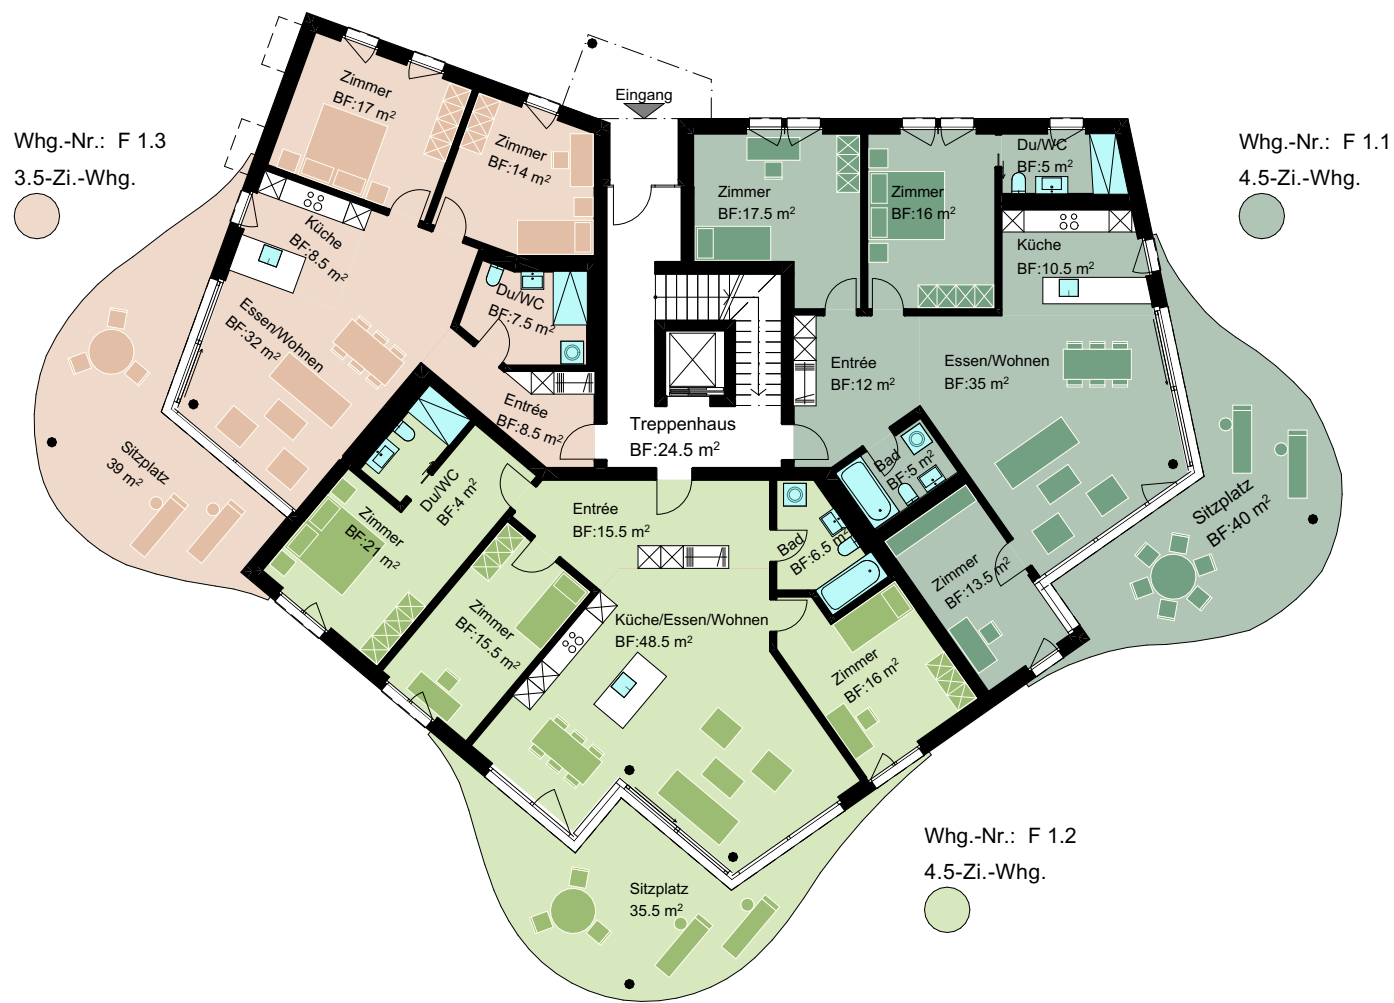 Eingang
Whg.-Nr.: F 1.3
3.5-Zi.-Whg.
Zimmer
BF:17 m²
Zimmer
BF:14 m²
Küche
BF:8.5 m²
Du/WC
BF:7.5 m²
Essen/Wohnen
BF:32 m²
Entrée
BF:8.5 m²
Sitzplatz
39 m²
Whg.-Nr.: F 1.1
4.5-Zi.-Whg.
Zimmer
BF:17.5 m²
Zimmer
BF:16 m²
Du/WC
BF:5 m²
Küche
BF:10.5 m²
Entrée
BF:12 m²
Essen/Wohnen
BF:35 m²
Bad
BF:5 m²
Zimmer
BF:13.5 m²
Sitzplatz
BF:40 m²
Treppenhaus
BF:24.5 m²
Du/WC
BF:4 m²
Zimmer
BF:21 m²
Entrée
BF:15.5 m²
Bad
BF:6.5 m²
Zimmer
BF:15.5 m²
Küche/Essen/Wohnen
BF:48.5 m²
Zimmer
BF:16 m²
Whg.-Nr.: F 1.2
4.5-Zi.-Whg.
Sitzplatz
35.5 m²